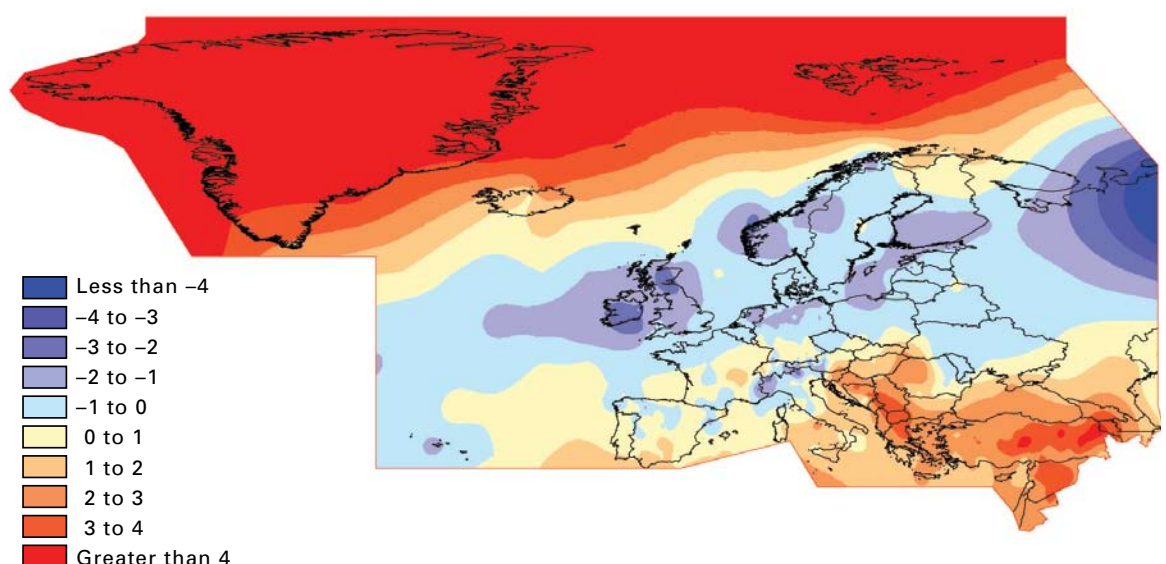 Less than –4
–4 to –3
–3 to –2
–2 to –1
–1 to 0
0 to 1
1 to 2
2 to 3
3 to 4
Greater than 4